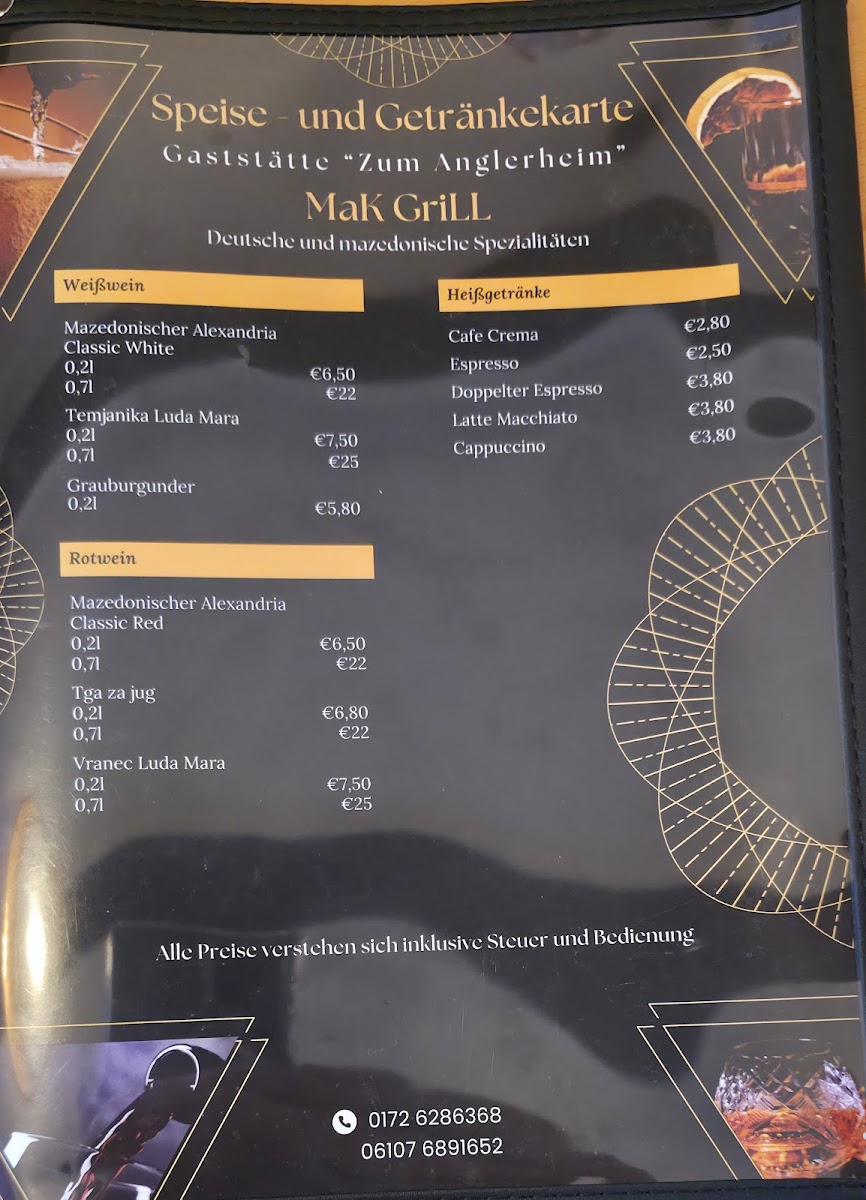 Speise - und Getränkekarte
Gaststätte “Zum Anglerheim”
MaK GriLL
Deutsche und mazedonische Spezialitäten
Weißwein
Mazedonischer Alexandria
Classic White
0,2l €6,50
0,7l €22
Temjanika Luda Mara
0,2l €7,50
0,7l €25
Grauburgunder
0,2l €5,80
Rotwein
Mazedonischer Alexandria
Classic Red
0,2l €6,50
0,7l €22
Tga za jug
0,2l €6,80
0,7l €22
Vranec Luda Mara
0,2l €7,50
0,7l €25
Heißgetränke
Cafe Crema €2,80
Espresso €2,50
Doppelter Espresso €3,80
Latte Macchiato €3,80
Cappuccino €3,80
Alle Preise verstehen sich inklusive Steuer und Bedienung
0172 6286368
06107 6891652